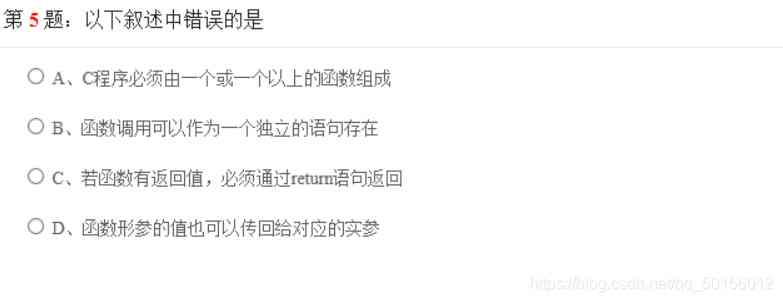 第 5 题：以下叙述中错误的是
A、C程序必须由一个或一个以上的函数组成
B、函数调用可以作为一个独立的语句存在
C、若函数有返回值，必须通过return语句返回
D、函数形参的值也可以传回给对应的实参
https://blog.csdn.net/qq_50156012